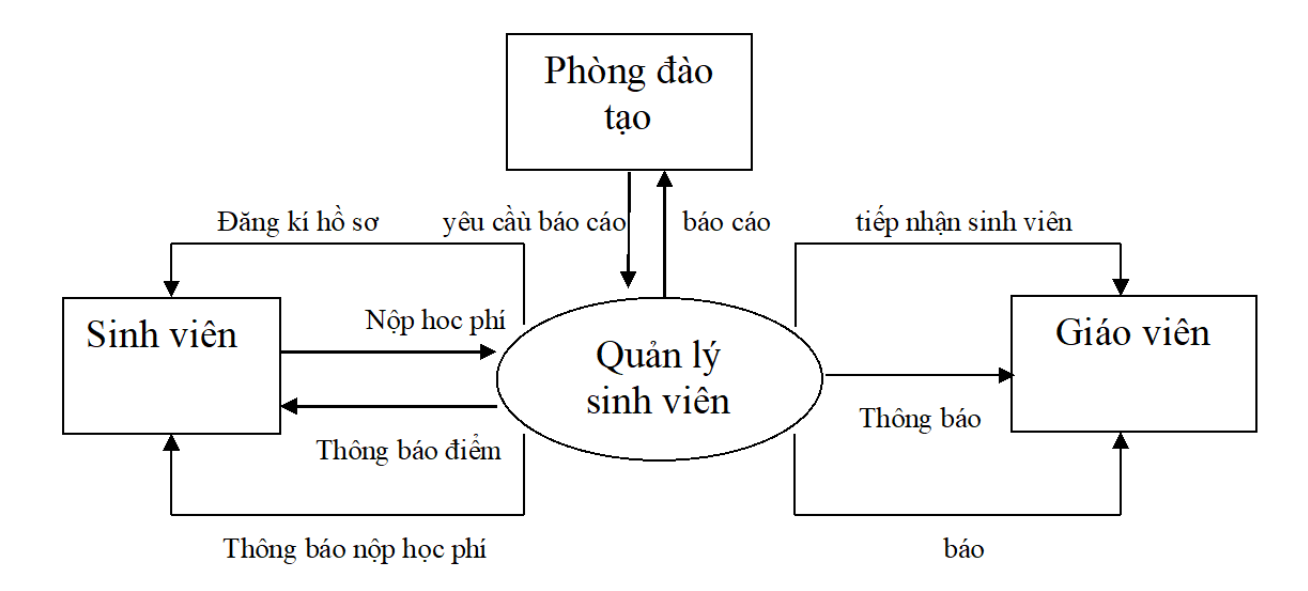 Phòng đào
tạo
Đăng kí hồ sơ
yêu cầù báo cáo
báo cáo
tiếp nhận sinh viên
Sinh viên
Nộp hoc phí
Quản lý
sinh viên
Giáo viên
Thông báo
Thông báo điểm
Thông báo nộp học phí
báo